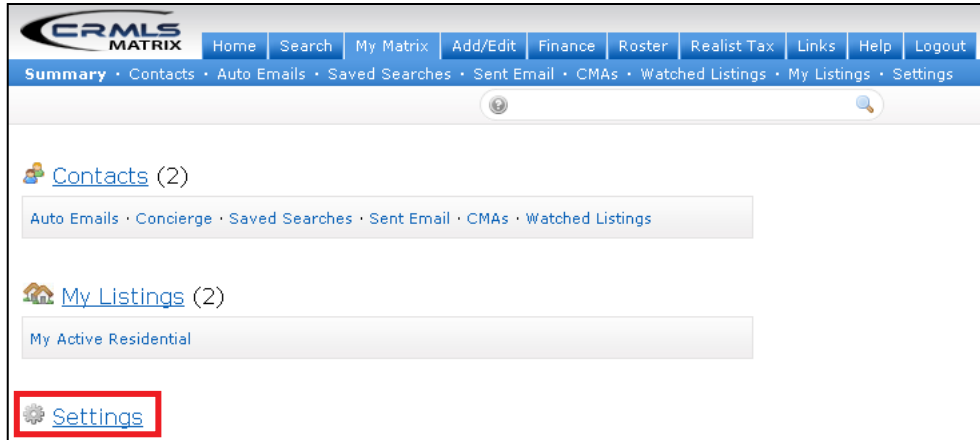 CRMLS
MATRIX
Home Search My Matrix Add/Edit Finance Roster Realist Tax Links Help Logout
Summary · Contacts · Auto Emails · Saved Searches · Sent Email · CMAs · Watched Listings · My Listings · Settings
?
Contacts (2)
Auto Emails · Concierge · Saved Searches · Sent Email · CMAs · Watched Listings
My Listings (2)
My Active Residential
Settings